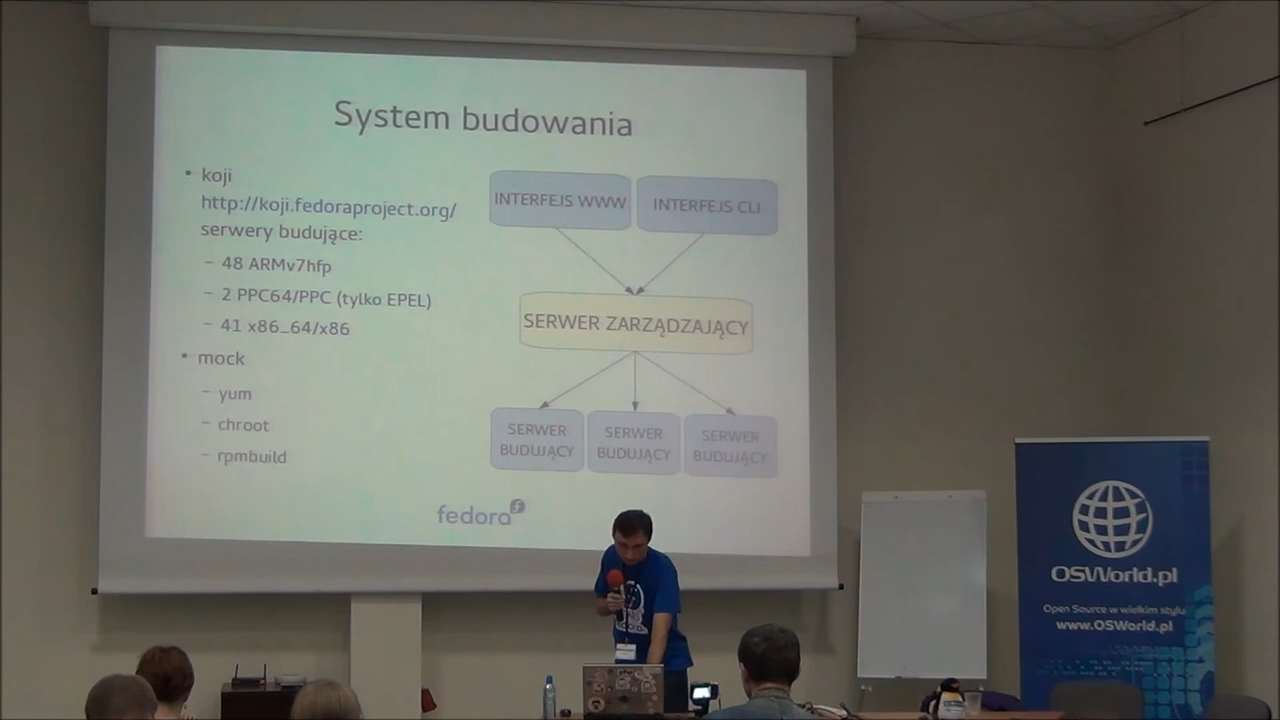 System budowania
• koji
http://koji.fedoraproject.org/
serwery budujące:
– 48 ARMv7hfp
– 2 PPC64/PPC (tylko EPEL)
– 41 x86_64/x86
• mock
– yum
– chroot
– rpmbuild
INTERFEJS WWW
INTERFEJS CLI
SERWER ZARZĄDZAJĄCY
SERWER
BUDUJĄCY
SERWER
BUDUJĄCY
SERWER
BUDUJĄCY
fedora
OSWorld.pl
Open Source w wielkim stylu
www.OSWorld.pl